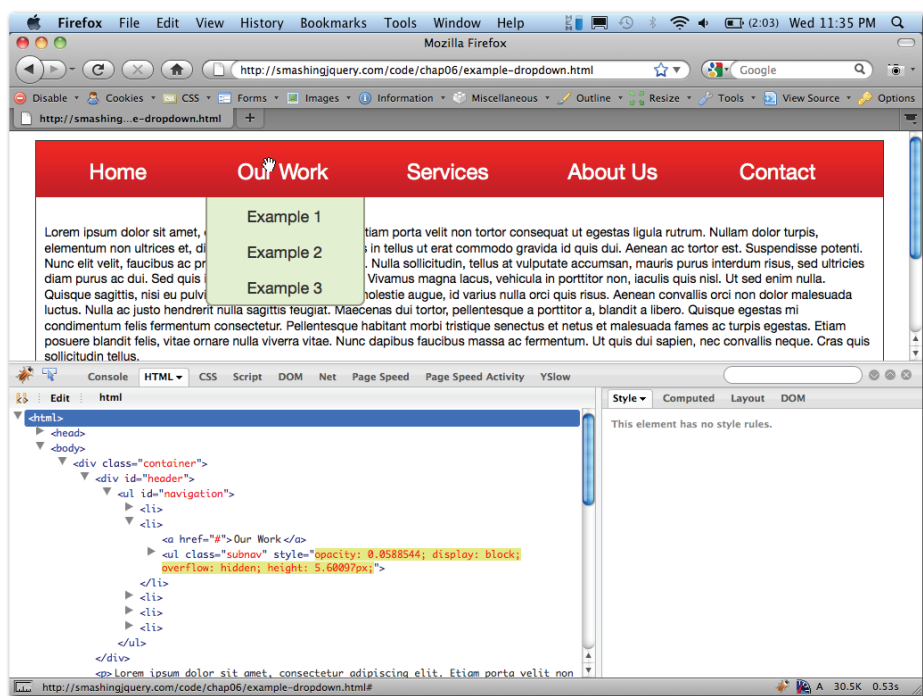 Firefox File Edit View History Bookmarks Tools Window Help (2:03) Wed 11:35 PM
Mozilla Firefox
http://smashingjquery.com/code/chap06/example-dropdown.html Google
Disable Cookies CSS Forms Images Information Miscellaneous Outline Resize Tools View Source Options
http://smashing...e-dropdown.html +
Home Our Work Services About Us Contact
Example 1
Example 2
Example 3
Lorem ipsum dolor sit amet, tiam porta velit non tortor consequat ut egestas ligula rutrum. Nullam dolor turpis,
elementum non ultrices et, di s in tellus ut erat commodo gravida id quis dui. Aenean ac tortor est. Suspendisse potenti.
Nunc elit velit, faucibus ac pr . Nulla sollicitudin, tellus at vulputate accumsan, mauris purus interdum risus, sed ultricies
diam purus ac dui. Sed quis i Vivamus magna lacus, vehicula in porttitor non, iaculis quis nisl. Ut sed enim nulla.
Quisque sagittis, nisi eu pulvi olestie augue, id varius nulla orci quis risus. Aenean convallis orci non dolor malesuada
luctus. Nulla ac justo hendrerit nulla sagittis feugiat. Maecenas dui tortor, pellentesque a porttitor a, blandit a libero. Quisque egestas mi
condimentum felis fermentum consectetur. Pellentesque habitant morbi tristique senectus et netus et malesuada fames ac turpis egestas. Etiam
posuere blandit felis, vitae ornare nulla viverra vitae. Nunc dapibus faucibus massa ac fermentum. Ut quis dui sapien, nec convallis neque. Cras quis
sollicitudin tellus.
Console HTML CSS Script DOM Net Page Speed Page Speed Activity YSlow
Edit html
Style Computed Layout DOM
This element has no style rules.
<html>
<head>
<body>
<div class="container">
<div id="header">
<ul id="navigation">
<li>
<li>
<a href="#">Our Work</a>
<ul class="subnav" style="opacity: 0.0588544; display: block;
overflow: hidden; height: 5.60097px;">
</li>
<li>
<li>
<li>
</ul>
</div>
<p>Lorem ipsum dolor sit amet, consectetur adipiscing elit. Etiam porta velit non
http://smashingjquery.com/code/chap06/example-dropdown.html# A 30.5K 0.53s